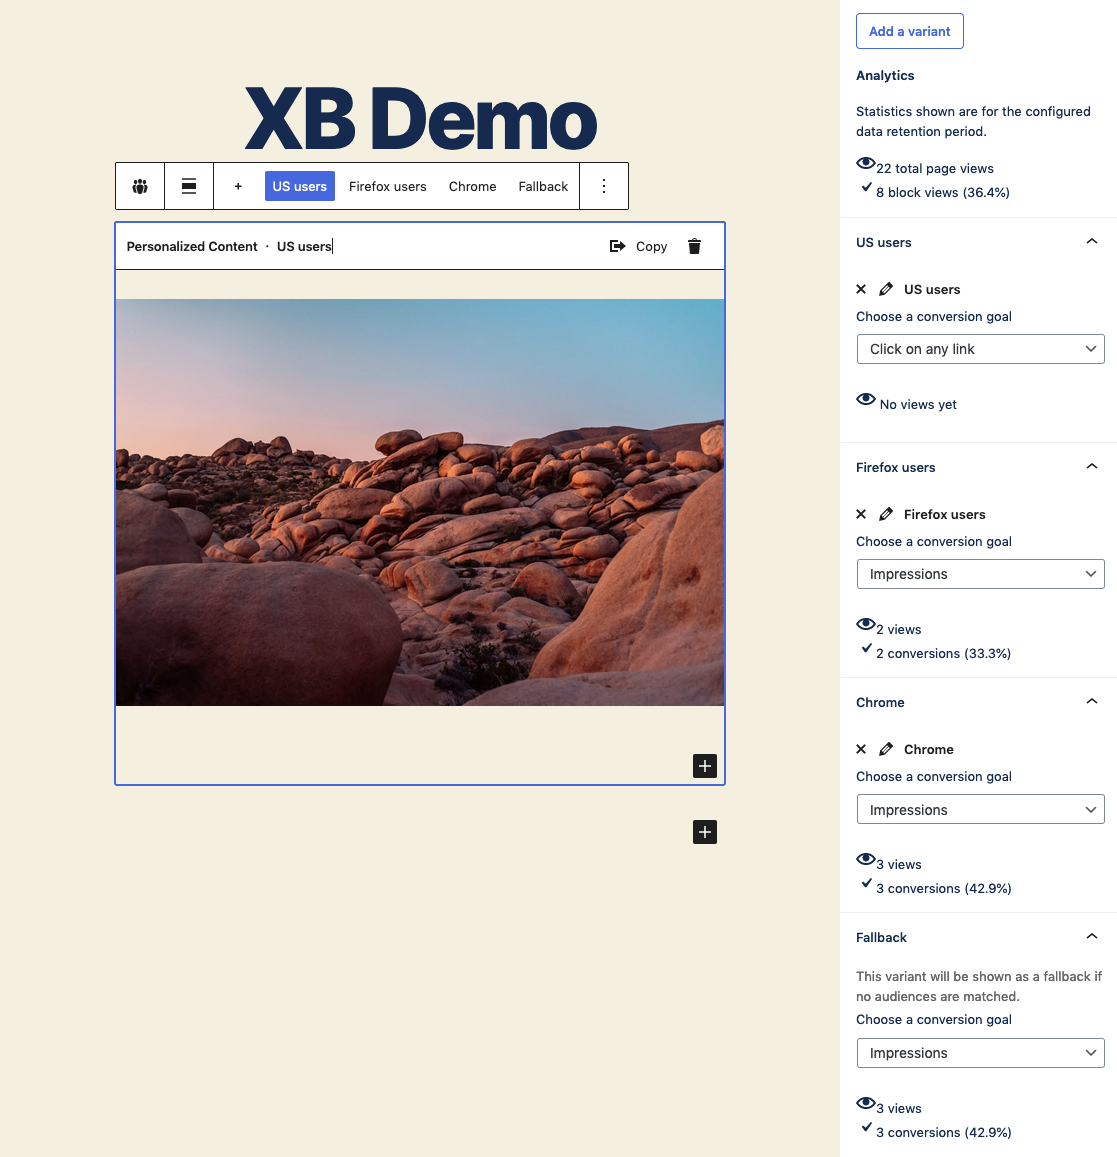 Add a variant
Analytics
Statistics shown are for the configured
data retention period.
22 total page views
8 block views (36.4%)
XB Demo
+ US users Firefox users Chrome Fallback
Personalized Content · US users
Copy
US users
US users
Choose a conversion goal
Click on any link
No views yet
Firefox users
Firefox users
Choose a conversion goal
Impressions
2 views
2 conversions (33.3%)
Chrome
Chrome
Choose a conversion goal
Impressions
3 views
3 conversions (42.9%)
Fallback
This variant will be shown as a fallback if
no audiences are matched.
Choose a conversion goal
Impressions
3 views
3 conversions (42.9%)